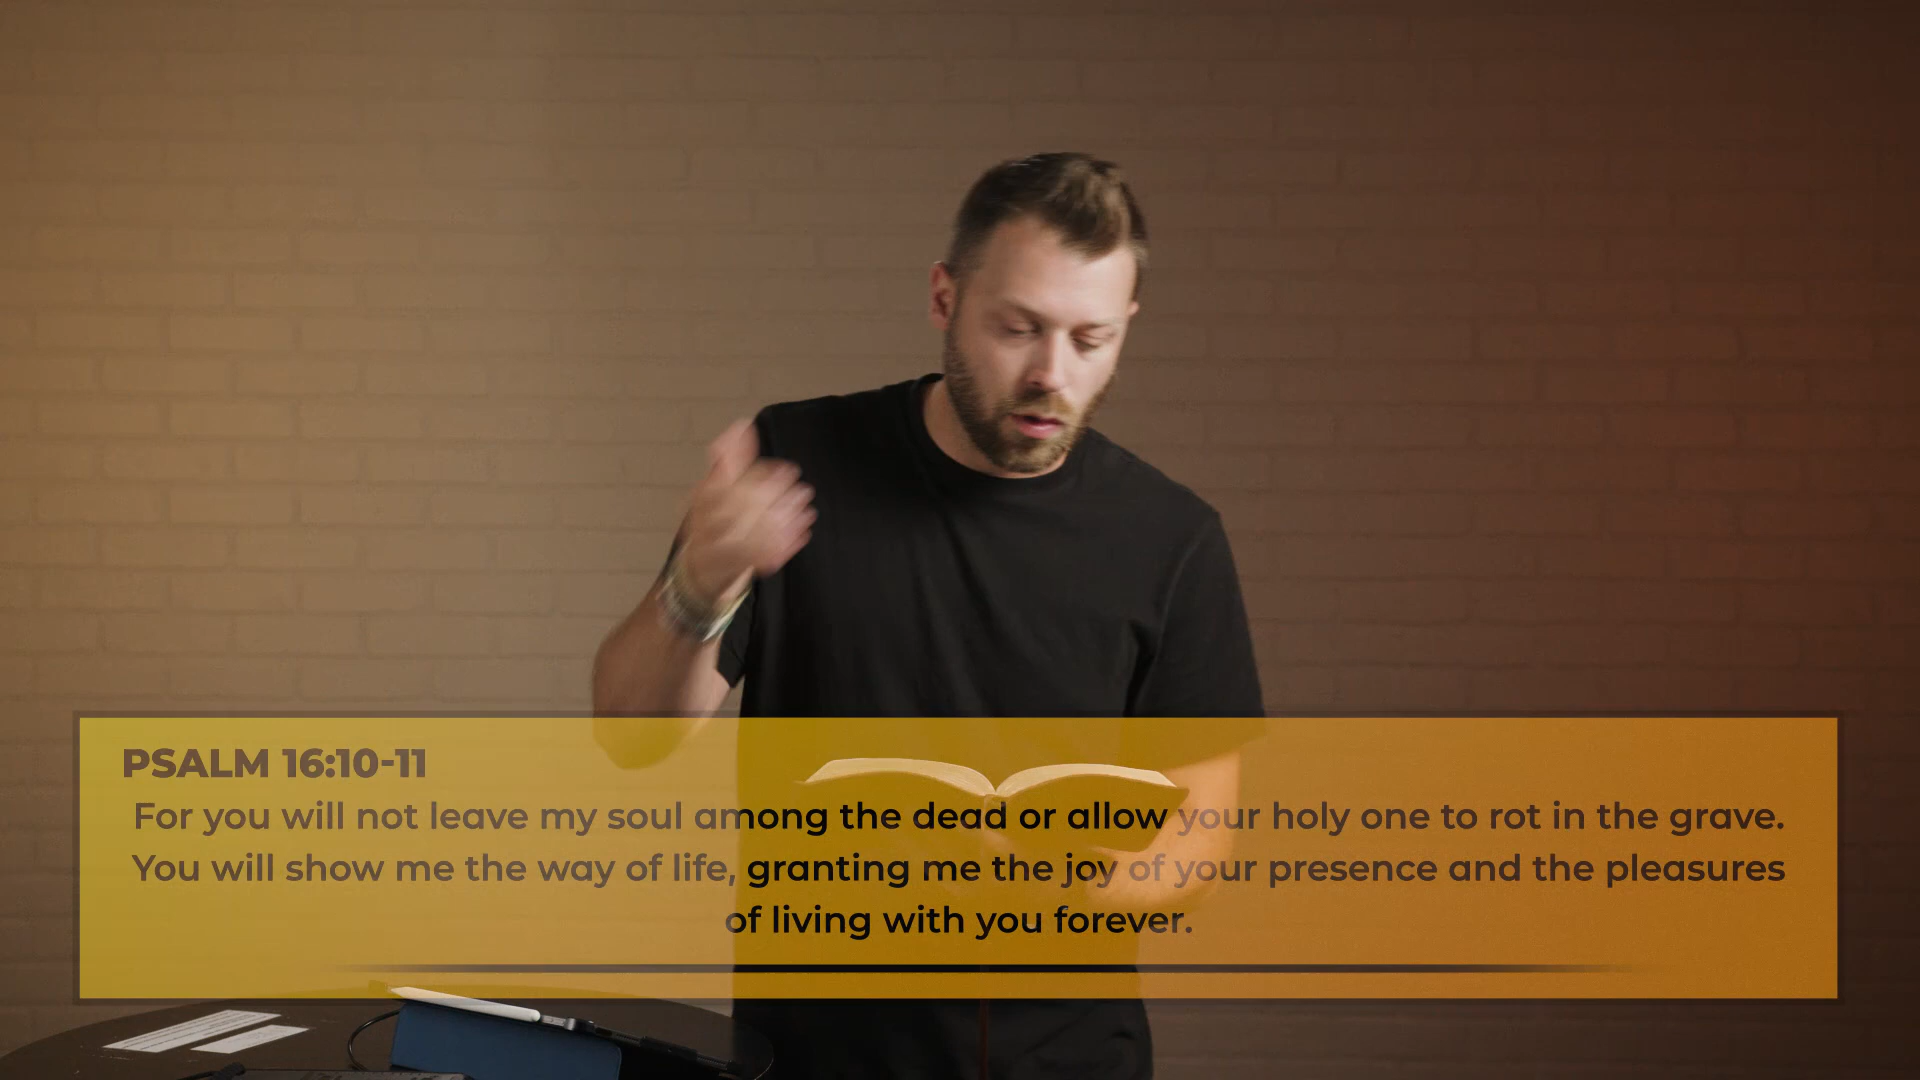 PSALM 16:10-11
For you will not leave my soul among the dead or allow your holy one to rot in the grave.
You will show me the way of life, granting me the joy of your presence and the pleasures
of living with you forever.